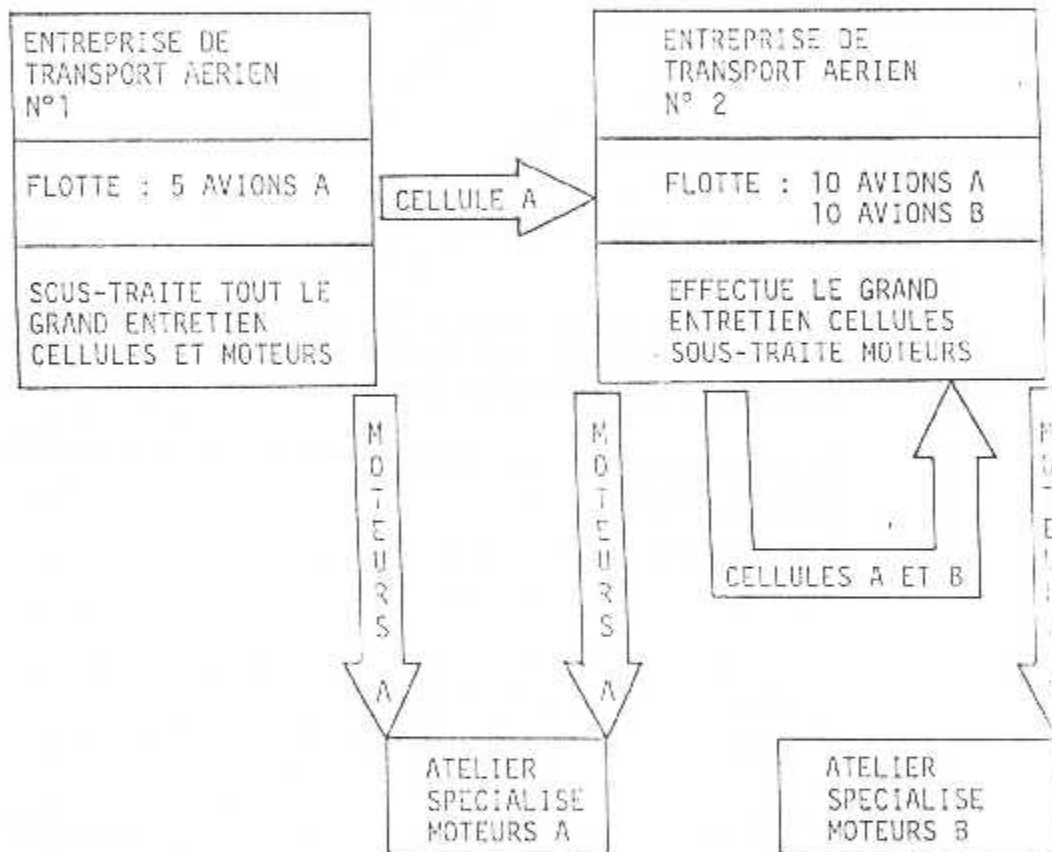 ENTREPRISE DE
TRANSPORT AERIEN
N°1
FLOTTE : 5 AVIONS A
SOUS-TRAITE TOUT LE
GRAND ENTRETIEN
CELLULES ET MOTEURS
CELLULE A
ENTREPRISE DE
TRANSPORT AERIEN
N° 2
FLOTTE : 10 AVIONS A
10 AVIONS B
EFFECTUE LE GRAND
ENTRETIEN CELLULES
SOUS-TRAITE MOTEURS
MOTEURS A
MOTEURS A
CELLULES A ET B
ATELIER
SPECIALISE
MOTEURS A
ATELIER
SPECIALISE
MOTEURS B